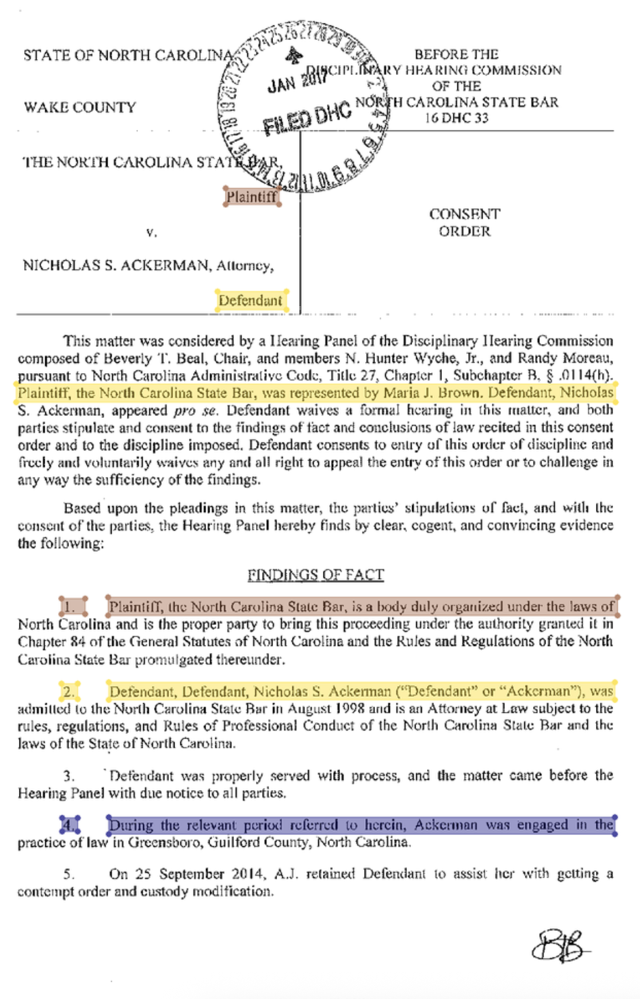 STATE OF NORTH CAROLINA
WAKE COUNTY
BEFORE THE
DISCIPLINARY HEARING COMMISSION
OF THE
NORTH CAROLINA STATE BAR
16 DHC 33
JAN 2017
FILED DHC
THE NORTH CAROLINA STATE BAR,
Plaintiff
v.
NICHOLAS S. ACKERMAN, Attorney,
Defendant
CONSENT
ORDER
This matter was considered by a Hearing Panel of the Disciplinary Hearing Commission
composed of Beverly T. Beal, Chair, and members N. Hunter Wyche, Jr., and Randy Moreau,
pursuant to North Carolina Administrative Code, Title 27, Chapter 1, Subchapter B, § .0114(h).
Plaintiff, the North Carolina State Bar, was represented by Maria J. Brown. Defendant, Nicholas
S. Ackerman, appeared pro se. Defendant waives a formal hearing in this matter, and both
parties stipulate and consent to the findings of fact and conclusions of law recited in this consent
order and to the discipline imposed. Defendant consents to entry of this order of discipline and
freely and voluntarily waives any and all right to appeal the entry of this order or to challenge in
any way the sufficiency of the findings.
Based upon the pleadings in this matter, the parties' stipulations of fact, and with the
consent of the parties, the Hearing Panel hereby finds by clear, cogent, and convincing evidence
the following:
FINDINGS OF FACT
1. Plaintiff, the North Carolina State Bar, is a body duly organized under the laws of
North Carolina and is the proper party to bring this proceeding under the authority granted it in
Chapter 84 of the General Statutes of North Carolina and the Rules and Regulations of the North
Carolina State Bar promulgated thereunder.
2. Defendant, Defendant, Nicholas S. Ackerman ("Defendant" or "Ackerman"), was
admitted to the North Carolina State Bar in August 1998 and is an Attorney at Law subject to the
rules, regulations, and Rules of Professional Conduct of the North Carolina State Bar and the
laws of the State of North Carolina.
3. Defendant was properly served with process, and the matter came before the
Hearing Panel with due notice to all parties.
4. During the relevant period referred to herein, Ackerman was engaged in the
practice of law in Greensboro, Guilford County, North Carolina.
5. On 25 September 2014, A.J. retained Defendant to assist her with getting a
contempt order and custody modification.